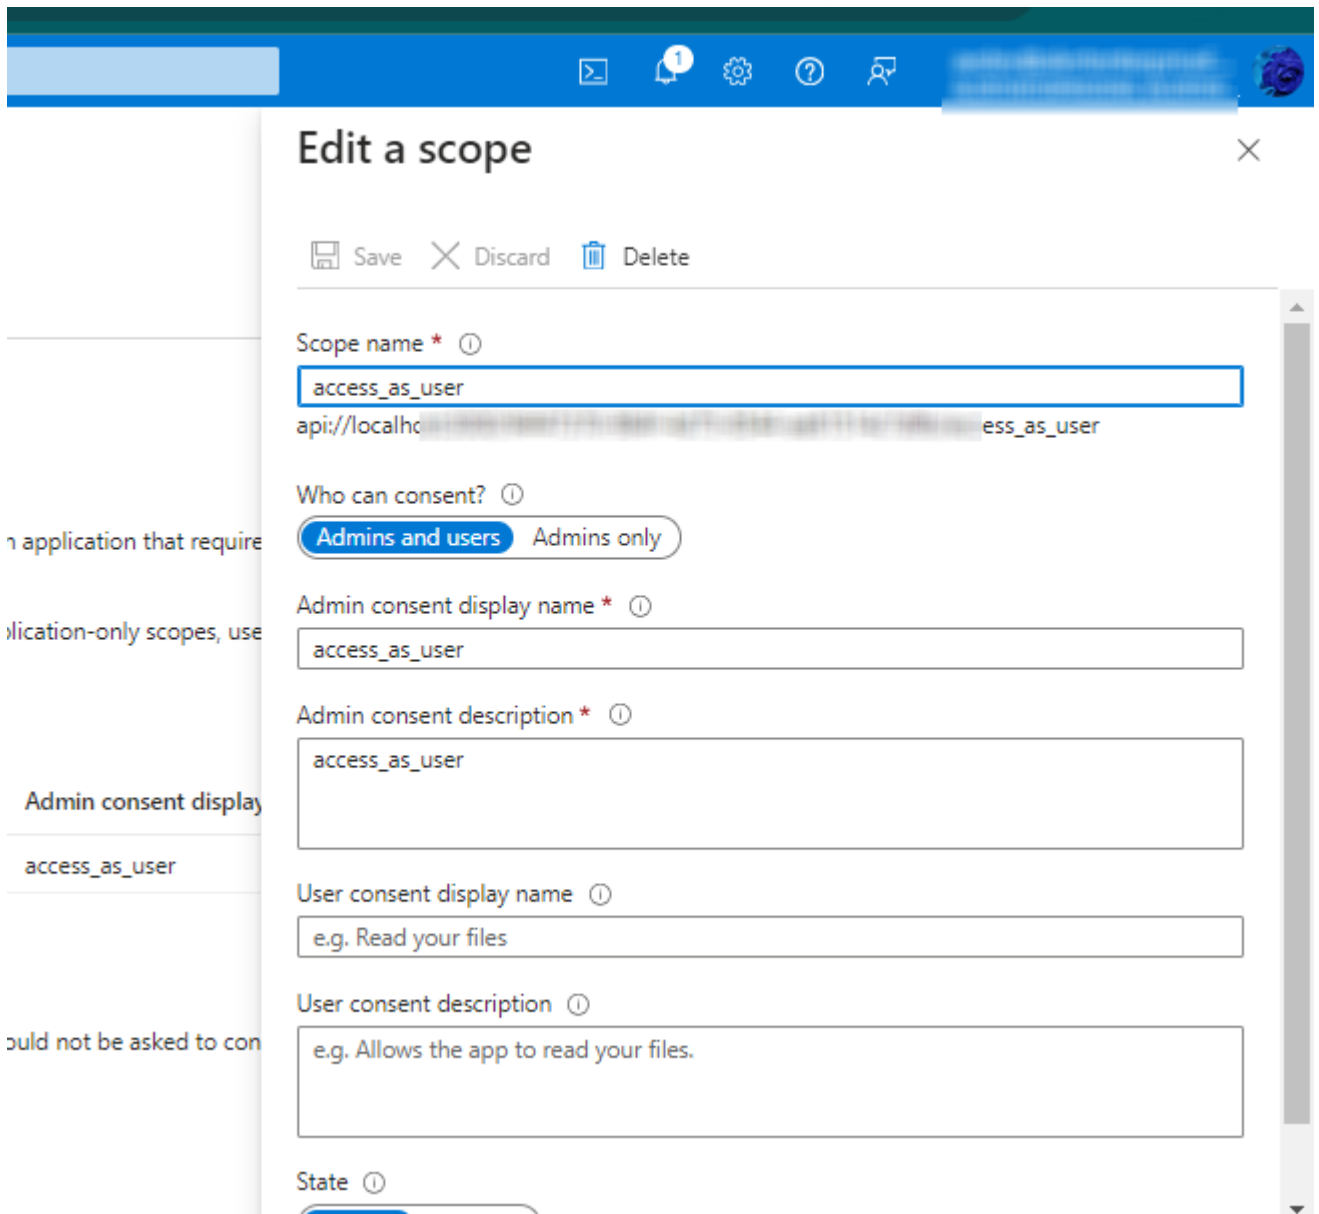 1
Edit a scope
Save Discard Delete
Scope name *
access_as_user
api://localho ess_as_user
Who can consent?
Admins and users Admins only
n application that require
Admin consent display name *
plication-only scopes, use
access_as_user
Admin consent description *
access_as_user
Admin consent display
access_as_user
User consent display name
e.g. Read your files
User consent description
ould not be asked to con
e.g. Allows the app to read your files.
State